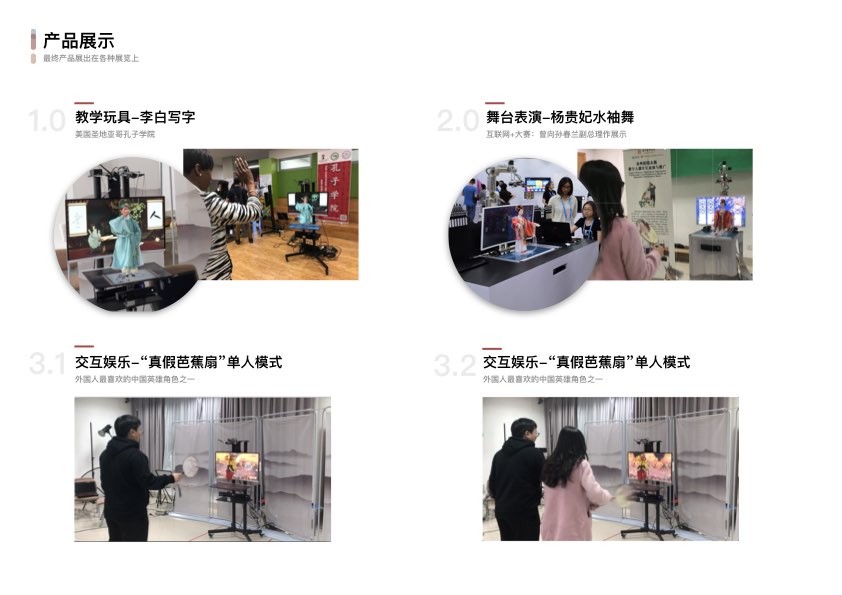 产品展示
最终产品展出在各种展览上
1.0
教学玩具-李白写字
美国圣地亚哥孔子学院
孔子学院
人
2.0
舞台表演-杨贵妃水袖舞
互联网+大赛：曾向孙春兰副总理作展示
3.1
交互娱乐-“真假芭蕉扇”单人模式
外国人最喜欢的中国英雄角色之一
3.2
交互娱乐-“真假芭蕉扇”单人模式
外国人最喜欢的中国英雄角色之一